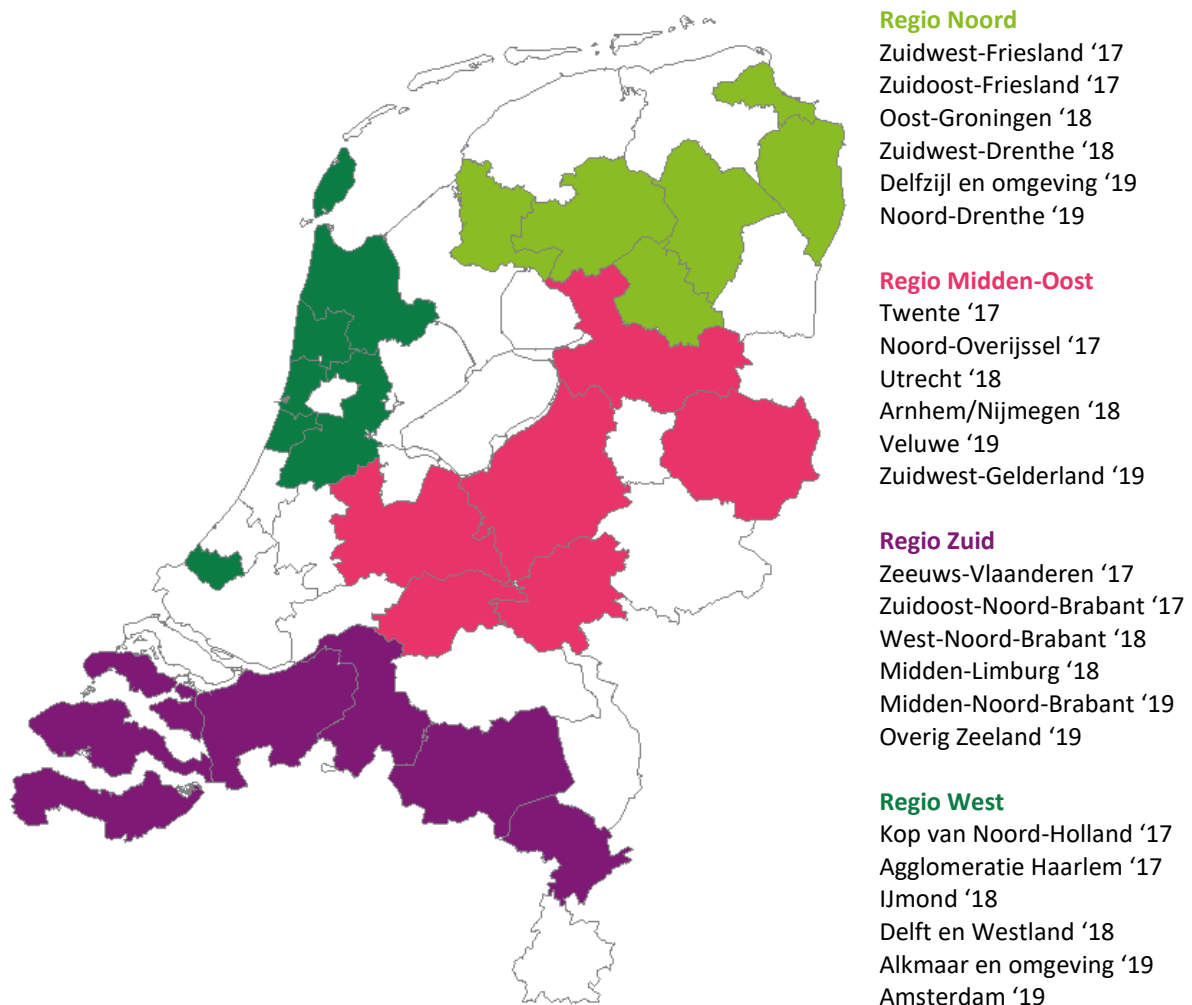 Regio Noord
Zuidwest-Friesland ‘17
Zuidoost-Friesland ‘17
Oost-Groningen ‘18
Zuidwest-Drenthe ‘18
Delfzijl en omgeving ‘19
Noord-Drenthe ‘19
Regio Midden-Oost
Twente ‘17
Noord-Overijssel ‘17
Utrecht ‘18
Arnhem/Nijmegen ‘18
Veluwe ‘19
Zuidwest-Gelderland ‘19
Regio Zuid
Zeeuws-Vlaanderen ‘17
Zuidoost-Noord-Brabant ‘17
West-Noord-Brabant ‘18
Midden-Limburg ‘18
Midden-Noord-Brabant ‘19
Overig Zeeland ‘19
Regio West
Kop van Noord-Holland ‘17
Agglomeratie Haarlem ‘17
IJmond ‘18
Delft en Westland ‘18
Alkmaar en omgeving ‘19
Amsterdam ‘19